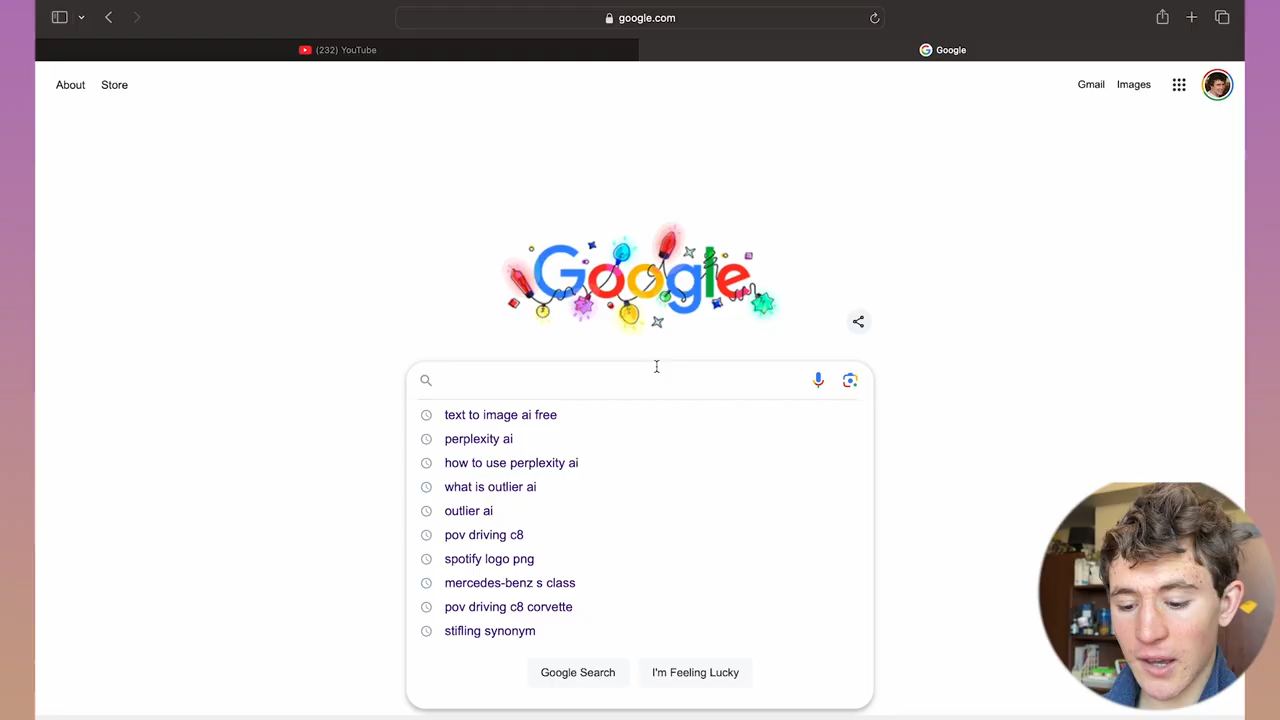 google.com
(232) YouTube
Google
About
Store
Gmail
Images
Google
text to image ai free
perplexity ai
how to use perplexity ai
what is outlier ai
outlier ai
pov driving c8
spotify logo png
mercedes-benz s class
pov driving c8 corvette
stifling synonym
Google Search
I'm Feeling Lucky